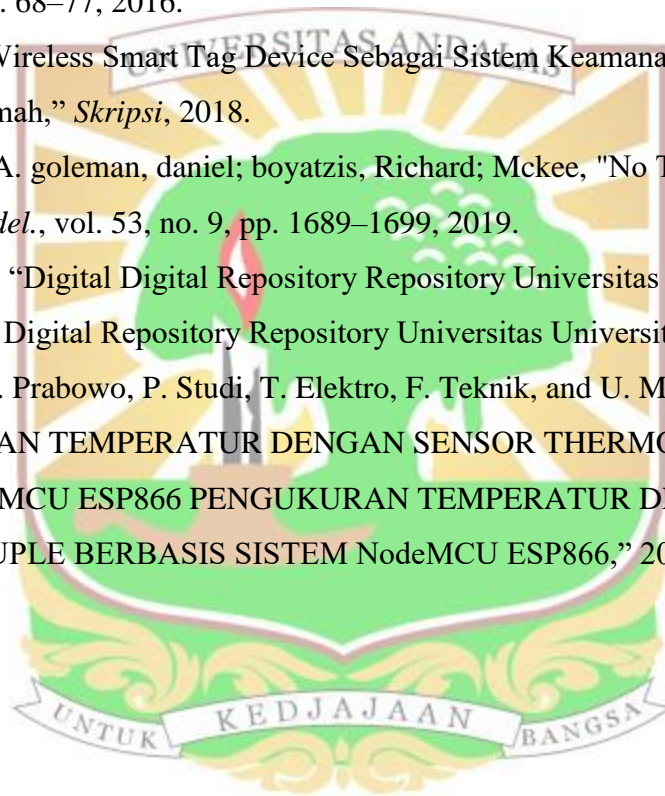 . 68–77, 2016.
UNIVERSITAS ANDALAS
Wireless Smart Tag Device Sebagai Sistem Keamana
mah,” Skripsi, 2018.
A. goleman, daniel; boyatzis, Richard; Mckee, "No T
del., vol. 53, no. 9, pp. 1689–1699, 2019.
“Digital Digital Repository Repository Universitas
Digital Repository Repository Universitas Universit
. Prabowo, P. Studi, T. Elektro, F. Teknik, and U. M
AN TEMPERATUR DENGAN SENSOR THERMO
MCU ESP866 PENGUKURAN TEMPERATUR D
UPLE BERBASIS SISTEM NodeMCU ESP866,” 20
UNTUK KEDJAJAAN BANGSA